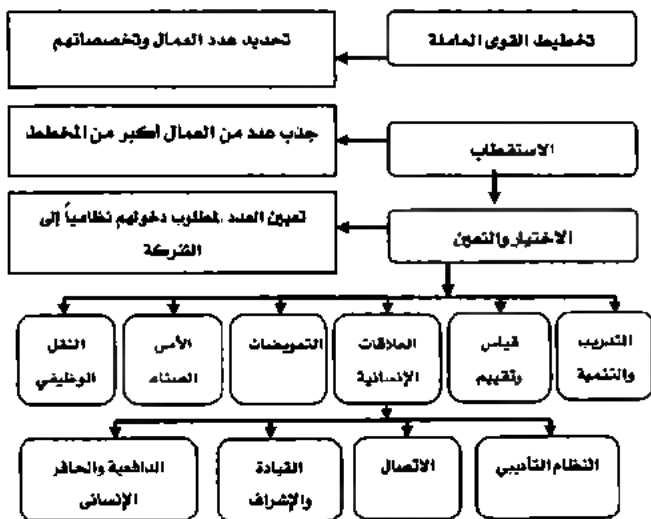 تخطيط القوى العاملة
تحديد عدد العمال وتخصصاتهم
الاستقطاب
جذب عدد من العمال أكبر من المخطط
الاختيار والتعين
تعيين العدد المطلوب دخولهم نظامياً إلى
الشركة
التدريب
والتنمية
قياس
وتقييم
العلاقات
الإنسانية
التعويضات
الأمن
الصناء
النقل
الوظيفي
النظام التأديبي
الاتصال
القيادة
والإشراف
الدافعية والحافز
الإنساني